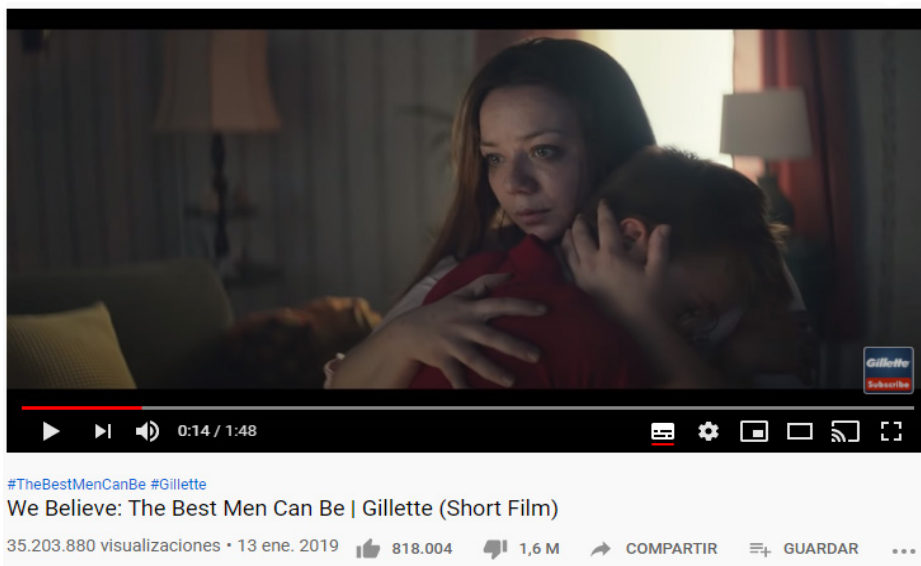 Gillette
Subscribe
0:14 / 1:48
#TheBestMenCanBe #Gillette
We Believe: The Best Men Can Be | Gillette (Short Film)
35.203.880 visualizaciones • 13 ene. 2019 818.004 1,6 M COMPARTIR GUARDAR